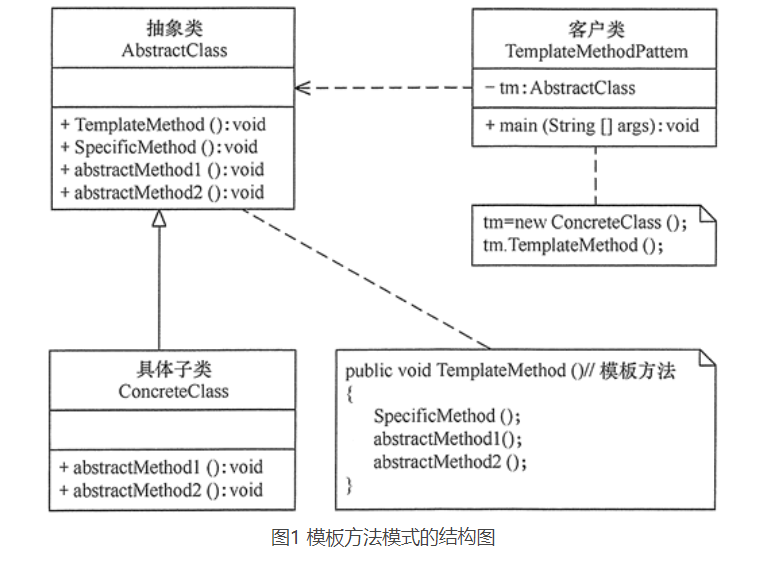 抽象类
AbstractClass
+ TemplateMethod ():void
+ SpecificMethod ():void
+ abstractMethod1 ():void
+ abstractMethod2 ():void
客户类
TemplateMethodPattem
- tm:AbstractClass
+ main (String [] args):void
tm=new ConcreteClass ();
tm.TemplateMethod ();
具体子类
ConcreteClass
+ abstractMethod1 ():void
+ abstractMethod2 ():void
public void TemplateMethod ()// 模板方法
{
SpecificMethod ();
abstractMethod1();
abstractMethod2 ();
}
图1 模板方法模式的结构图